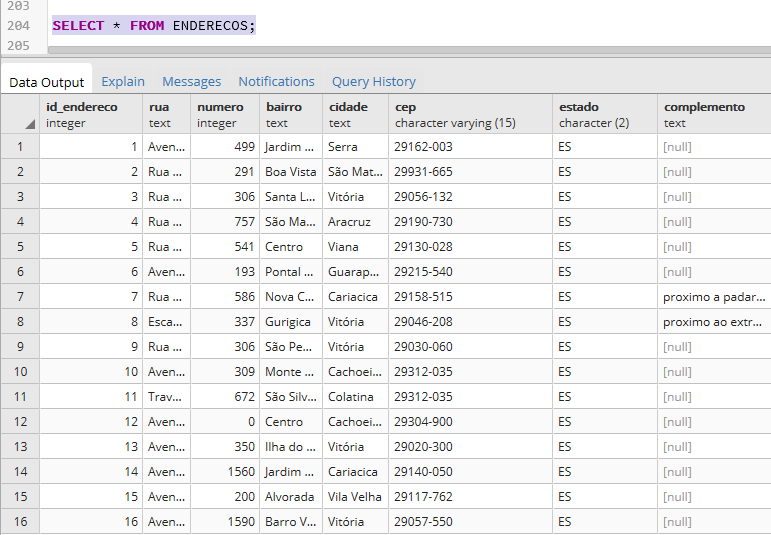 203
204 SELECT * FROM ENDERECOS;
205
Data Output Explain Messages Notifications Query History
id_endereco rua numero bairro cidade cep estado complemento
integer text integer text text character varying (15) character (2) text
1 1 Aven... 499 Jardim ... Serra 29162-003 ES [null]
2 2 Rua ... 291 Boa Vista São Mat... 29931-665 ES [null]
3 3 Rua ... 306 Santa L... Vitória 29056-132 ES [null]
4 4 Rua ... 757 São Ma... Aracruz 29190-730 ES [null]
5 5 Rua ... 541 Centro Viana 29130-028 ES [null]
6 6 Aven... 193 Pontal ... Guarap... 29215-540 ES [null]
7 7 Rua ... 586 Nova C... Cariacica 29158-515 ES proximo a padar...
8 8 Esca... 337 Gurigica Vitória 29046-208 ES proximo ao extr...
9 9 Rua ... 306 São Pe... Vitória 29030-060 ES [null]
10 10 Aven... 309 Monte ... Cachoei... 29312-035 ES [null]
11 11 Trav... 672 São Silv... Colatina 29312-035 ES [null]
12 12 Aven... 0 Centro Cachoei... 29304-900 ES [null]
13 13 Aven... 350 Ilha do ... Vitória 29020-300 ES [null]
14 14 Aven... 1560 Jardim ... Cariacica 29140-050 ES [null]
15 15 Aven... 200 Alvorada Vila Velha 29117-762 ES [null]
16 16 Aven... 1590 Barro V... Vitória 29057-550 ES [null]